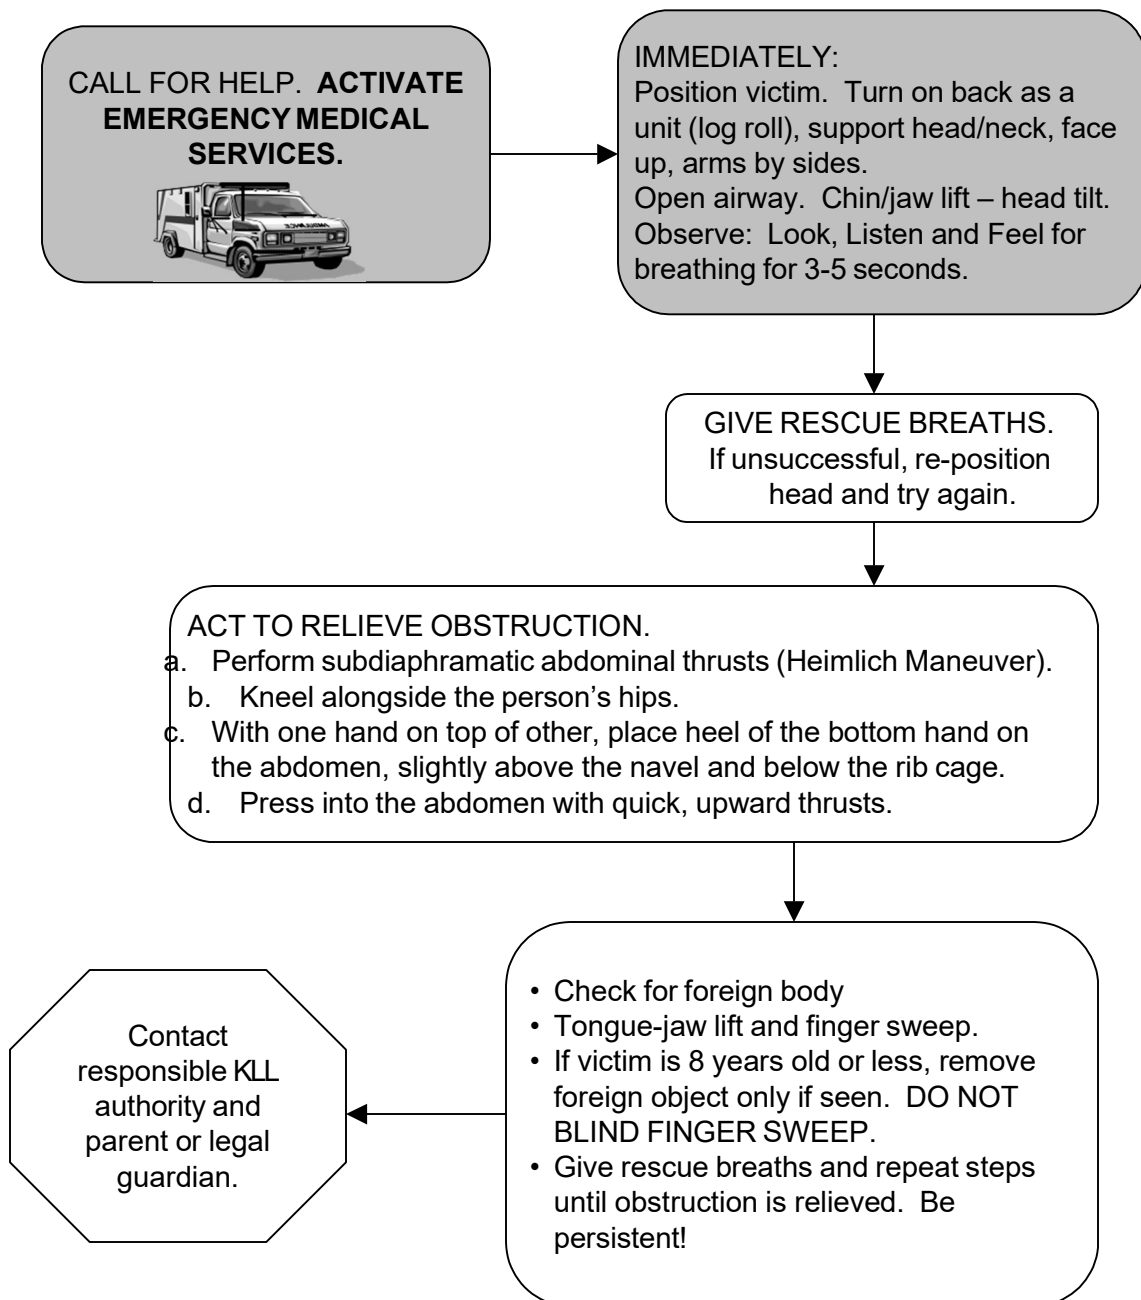 CALL FOR HELP.  ACTIVATE
EMERGENCY MEDICAL
SERVICES.
AMBULANCE
IMMEDIATELY:
Position victim.  Turn on back as a
unit (log roll), support head/neck, face
up, arms by sides.
Open airway.  Chin/jaw lift – head tilt.
Observe:  Look, Listen and Feel for
breathing for 3-5 seconds.
GIVE RESCUE BREATHS.
If unsuccessful, re-position
head and try again.
ACT TO RELIEVE OBSTRUCTION.
a. Perform subdiaphramatic abdominal thrusts (Heimlich Maneuver).
b. Kneel alongside the person’s hips.
c. With one hand on top of other, place heel of the bottom hand on
the abdomen, slightly above the navel and below the rib cage.
d. Press into the abdomen with quick, upward thrusts.
• Check for foreign body
• Tongue-jaw lift and finger sweep.
• If victim is 8 years old or less, remove
foreign object only if seen.  DO NOT
BLIND FINGER SWEEP.
• Give rescue breaths and repeat steps
until obstruction is relieved.  Be
persistent!
Contact
responsible KLL
authority and
parent or legal
guardian.